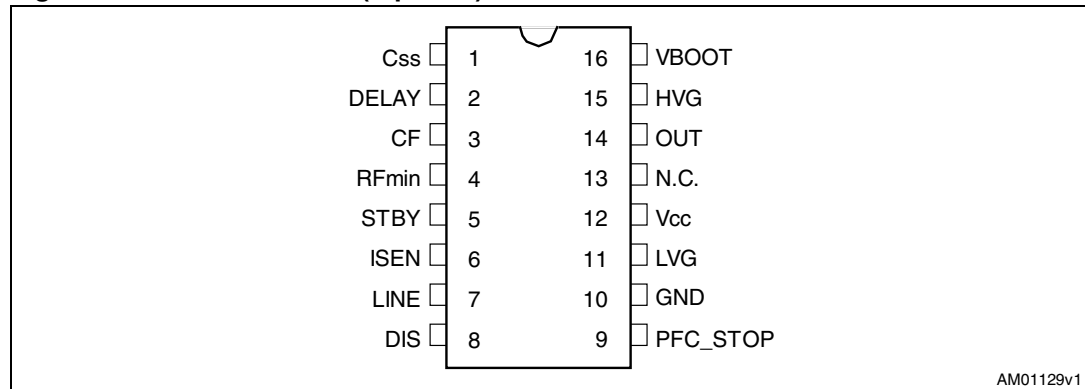 Css 1 16 VBOOT
DELAY 2 15 HVG
CF 3 14 OUT
RFmin 4 13 N.C.
STBY 5 12 Vcc
ISEN 6 11 LVG
LINE 7 10 GND
DIS 8 9 PFC_STOP
AM01129v1